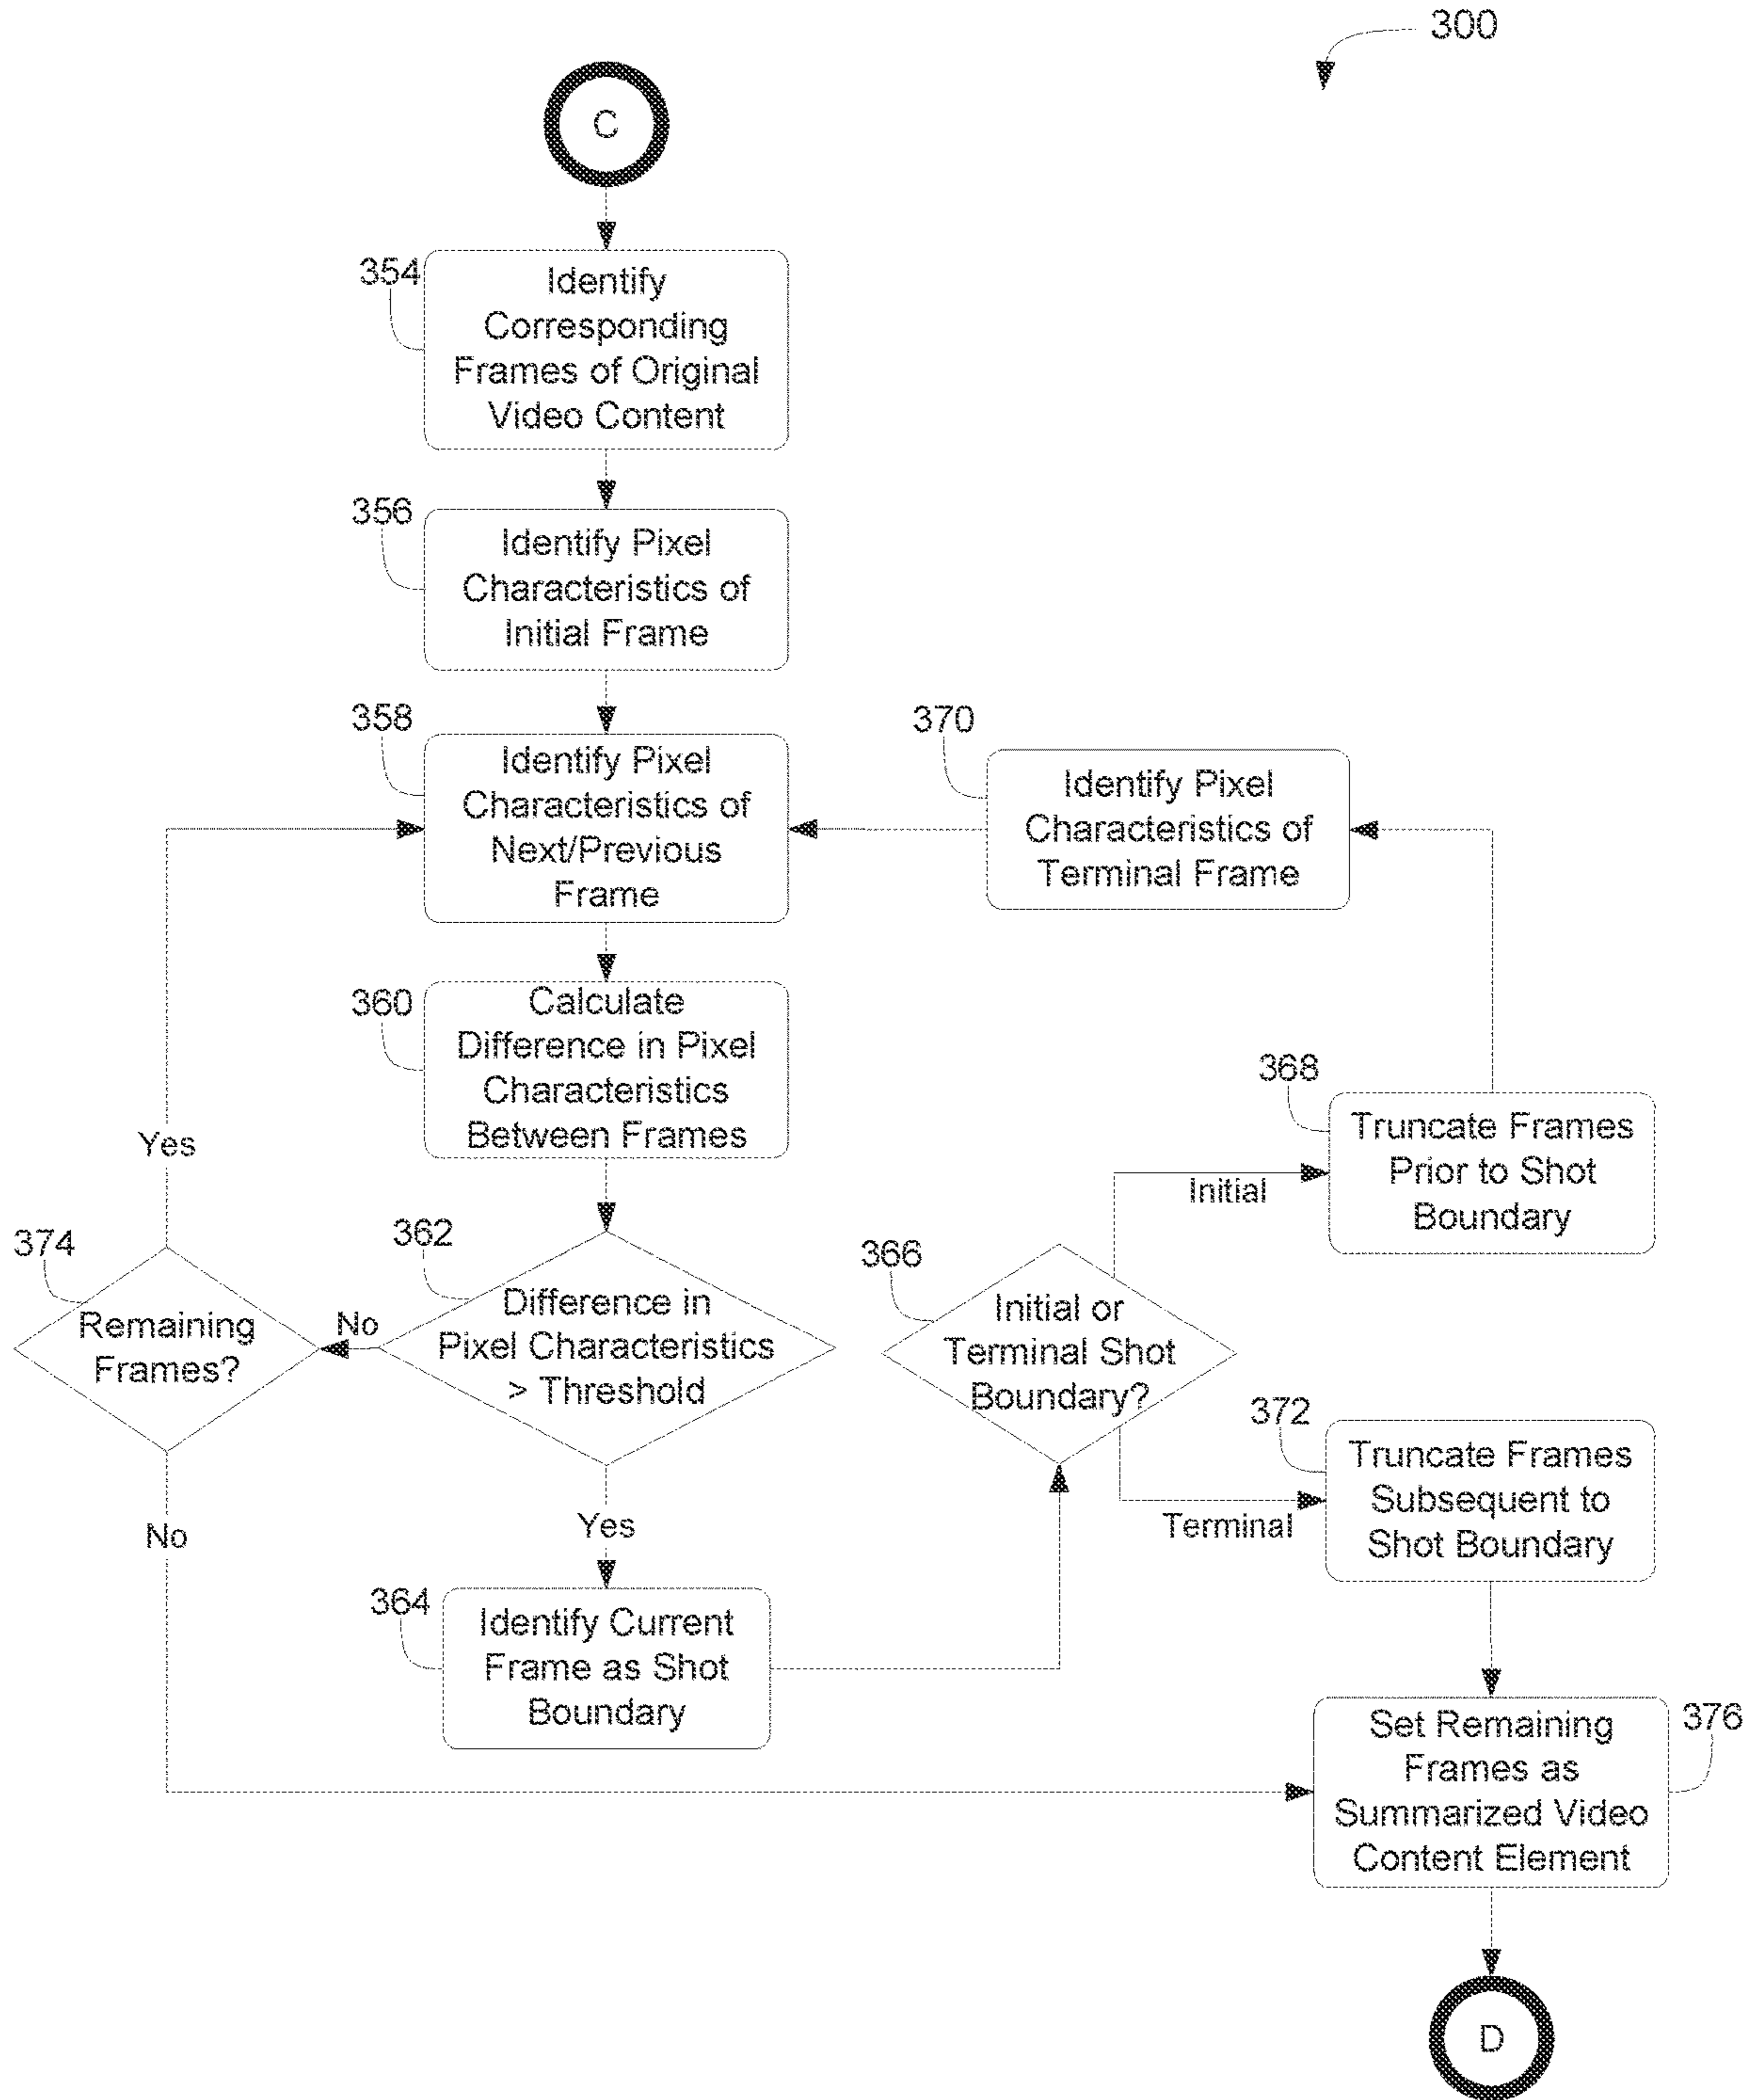 300
C
354
Identify
Corresponding
Frames of Original
Video Content
356
Identify Pixel
Characteristics of
Initial Frame
358
Identify Pixel
Characteristics of
Next/Previous
Frame
370
Identify Pixel
Characteristics of
Terminal Frame
360
Calculate
Difference in Pixel
Characteristics
Between Frames
368
Truncate Frames
Prior to Shot
Boundary
Yes
Initial
374
Remaining
Frames?
No
362
Difference in
Pixel Characteristics
> Threshold
366
Initial or
Terminal Shot
Boundary?
372
Truncate Frames
Subsequent to
Shot Boundary
Terminal
No
Yes
364
Identify Current
Frame as Shot
Boundary
376
Set Remaining
Frames as
Summarized Video
Content Element
D